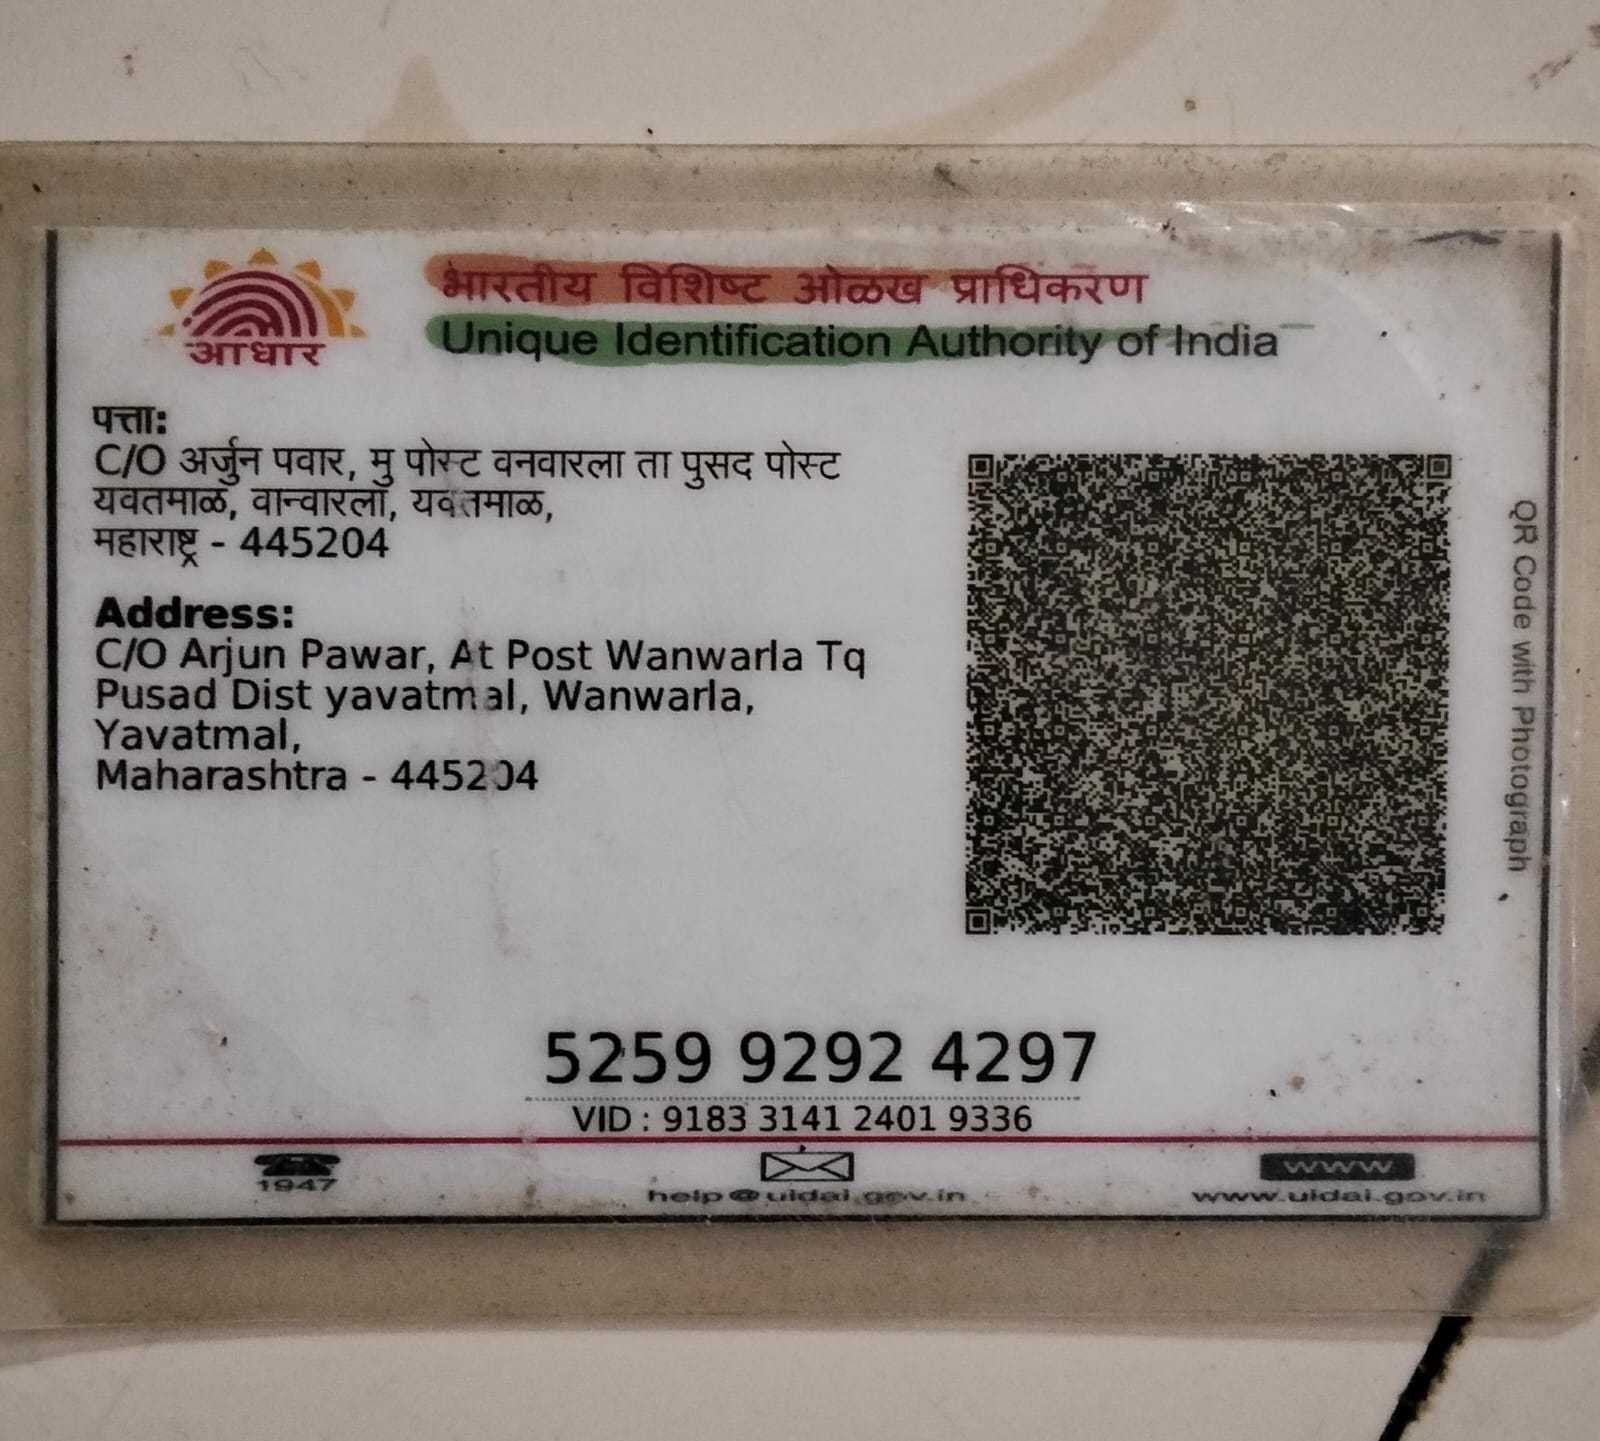 आधार
भारतीय विशिष्ट ओळख प्राधिकरण
Unique Identification Authority of India
पत्ता:
C/O अर्जुन पवार, मु पोस्ट वनवारला ता पुसद पोस्ट
यवतमाळ, वान्वारला, यवतमाळ,
महाराष्ट्र - 445204
Address:
C/O Arjun Pawar, At Post Wanwarla Tq
Pusad Dist yavatmal, Wanwarla,
Yavatmal,
Maharashtra - 445204
QR Code with Photograph
5259 9292 4297
VID : 9183 3141 2401 9336
1947
help@uidai.gov.in
WWW
www.uidai.gov.in